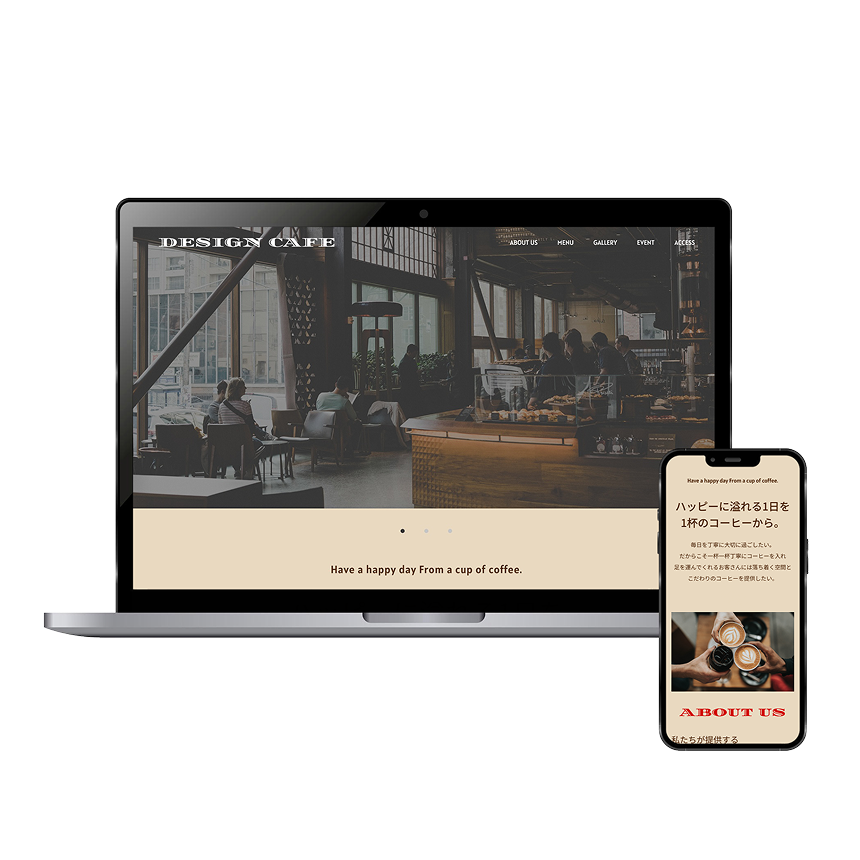 DESIGN CAFE
ABOUT US MENU GALLERY EVENT ACCESS
Have a happy day From a cup of coffee.
Have a happy day From a cup of coffee.
ハッピーに溢れる1日を
1杯のコーヒーから。
毎日を丁寧に大切に過ごしたい。
だからこそ一杯一杯丁寧にコーヒーを入れ
足を運んでくれるお客さんには落ち着く空間と
こだわりのコーヒーを提供したい。
ABOUT US
私たちが提供する